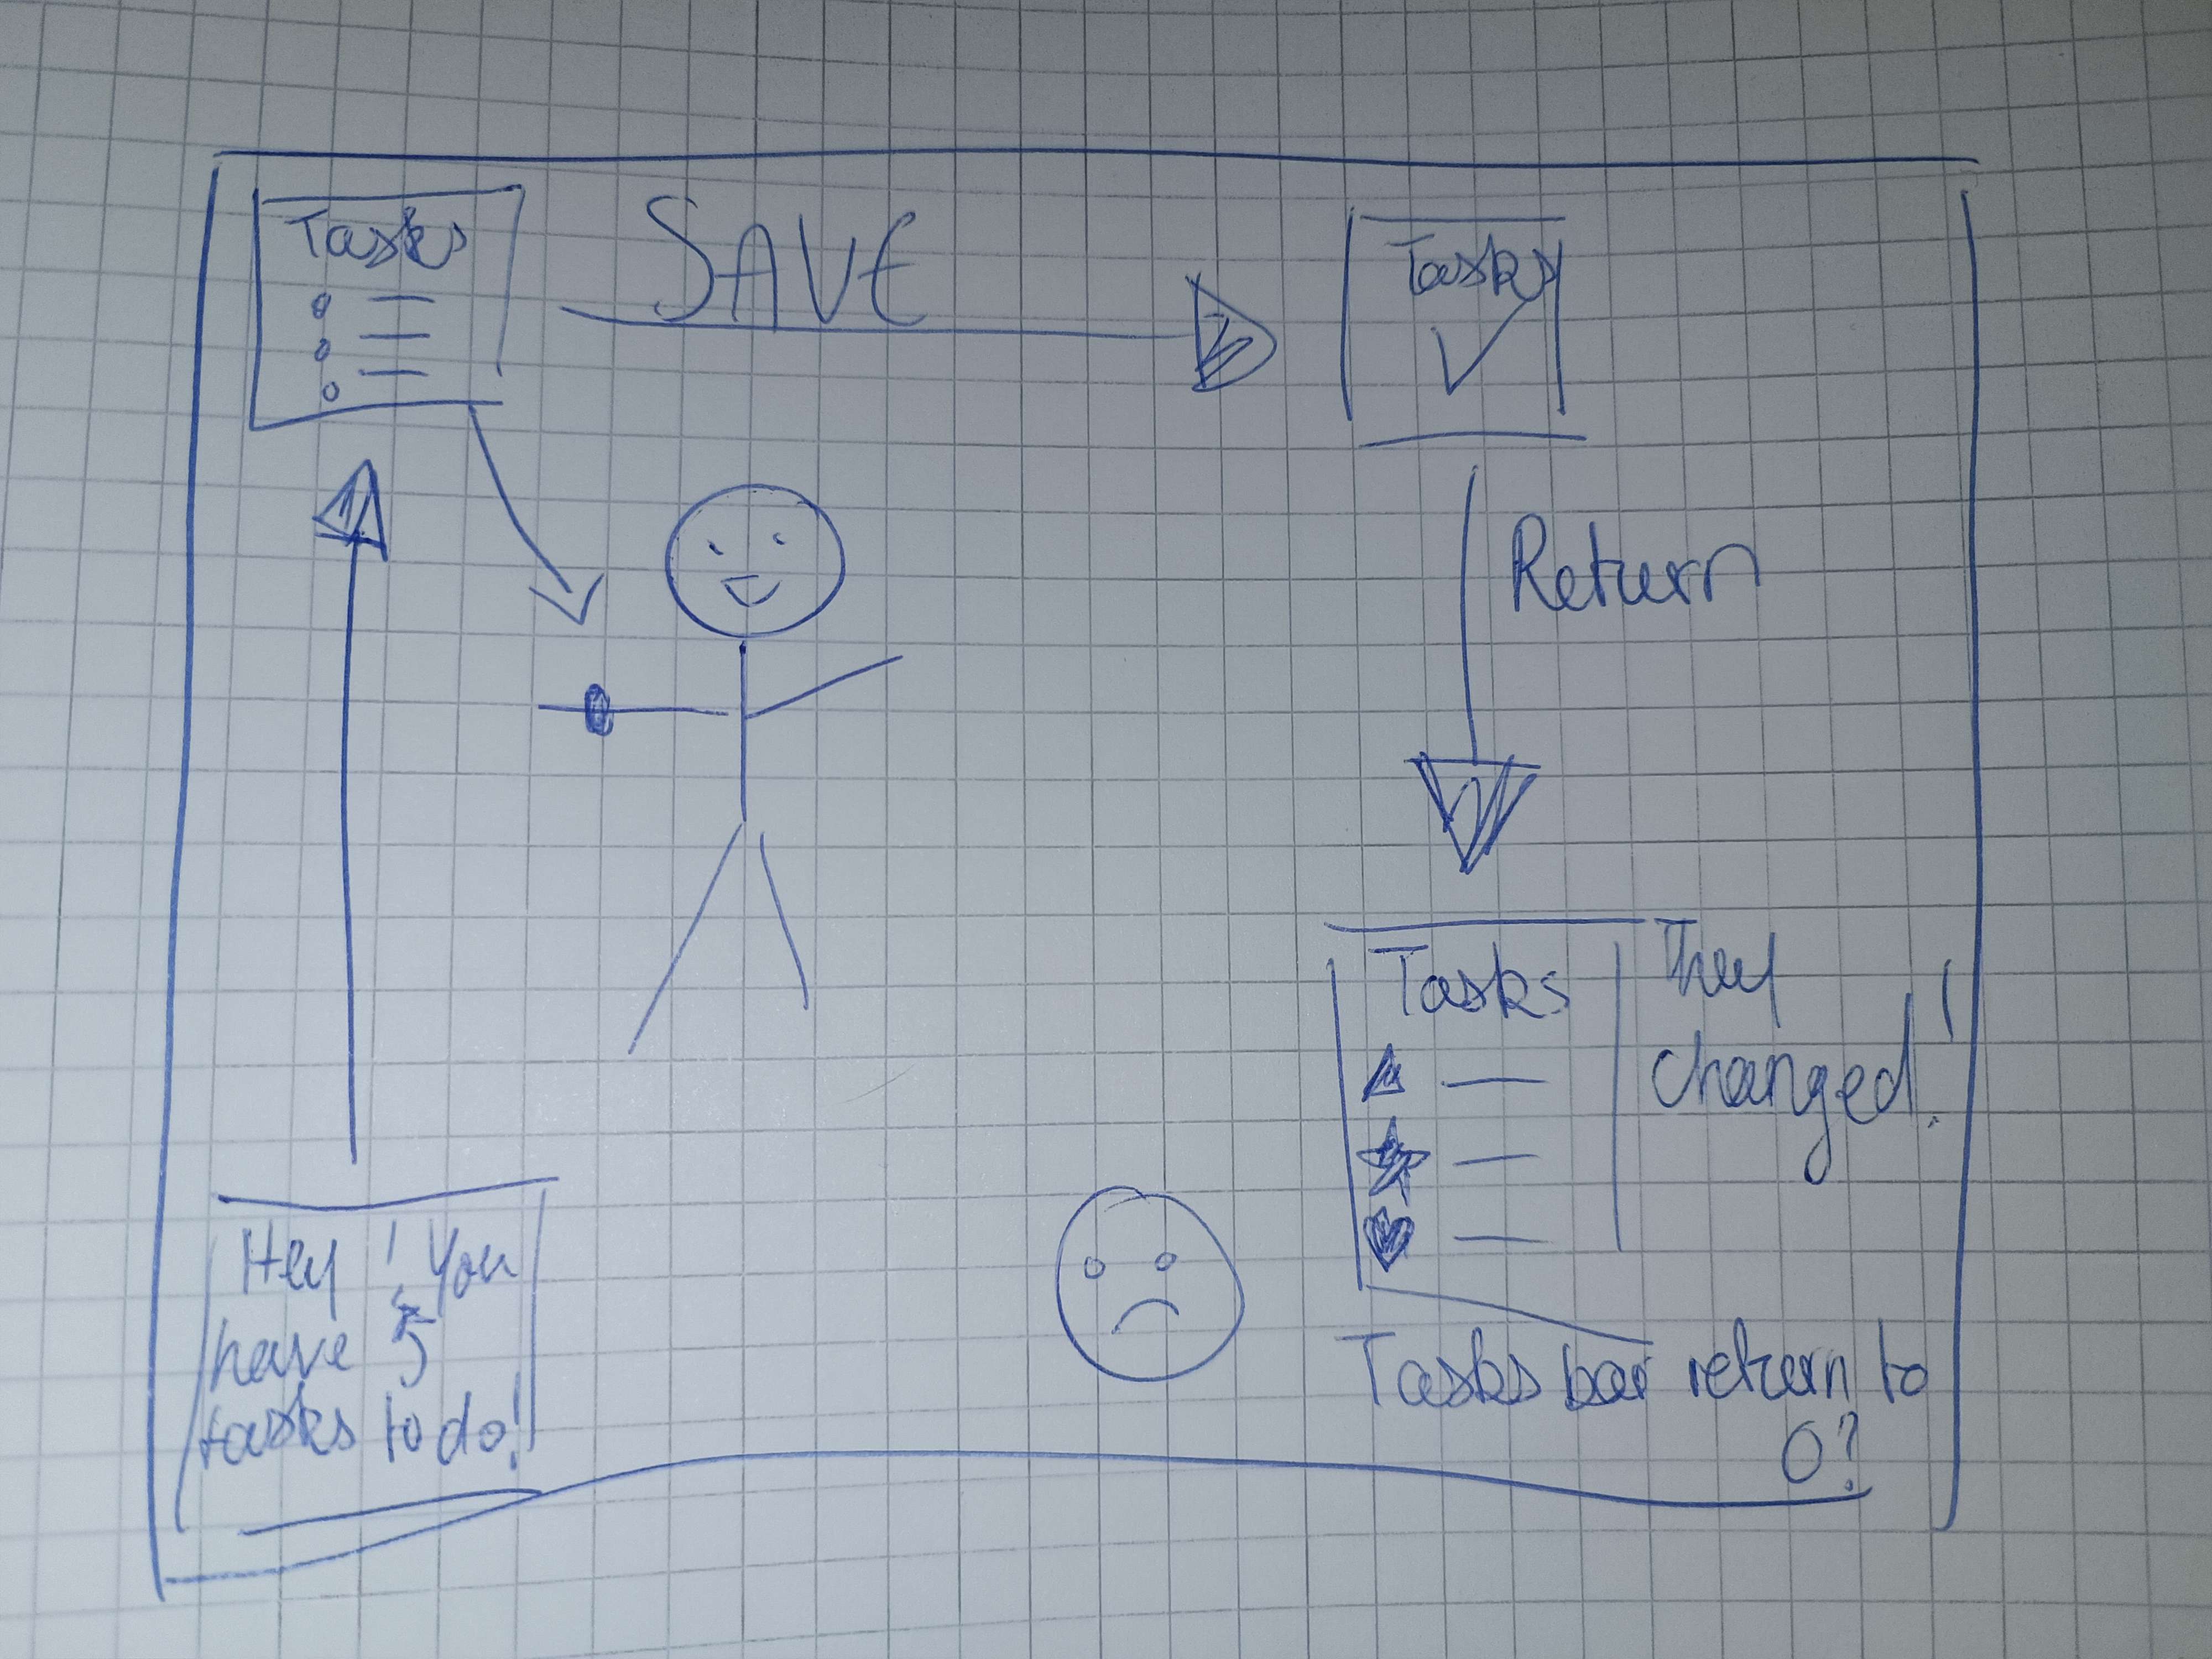 Tasks
SAVE
Tasks
Return
Tasks
They
changed!
Hey! You
have 5
tasks to do!
Tasks bar return to
0?